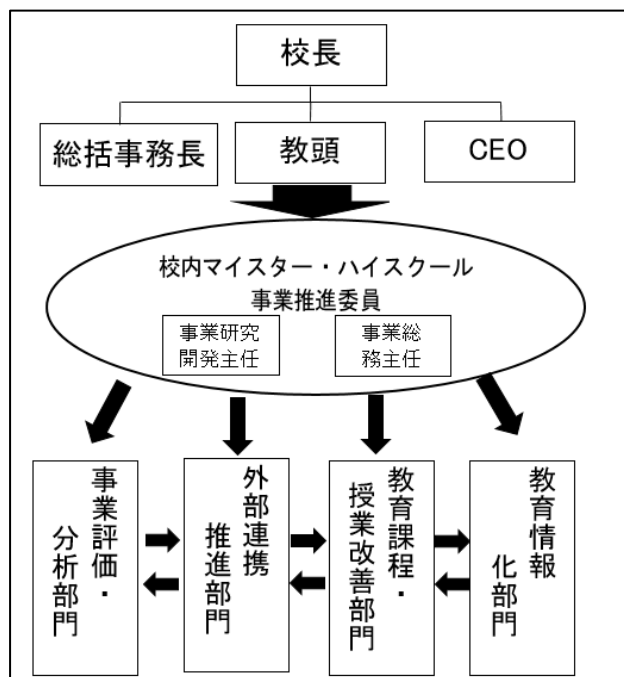 校長
総括事務長
教頭
CEO
校内マイスター・ハイスクール
事業推進委員
事業研究
開発主任
事業総
務主任
事業評価・
分析部門
外部連携
推進部門
教育課程・
授業改善部門
教育情報
化部門